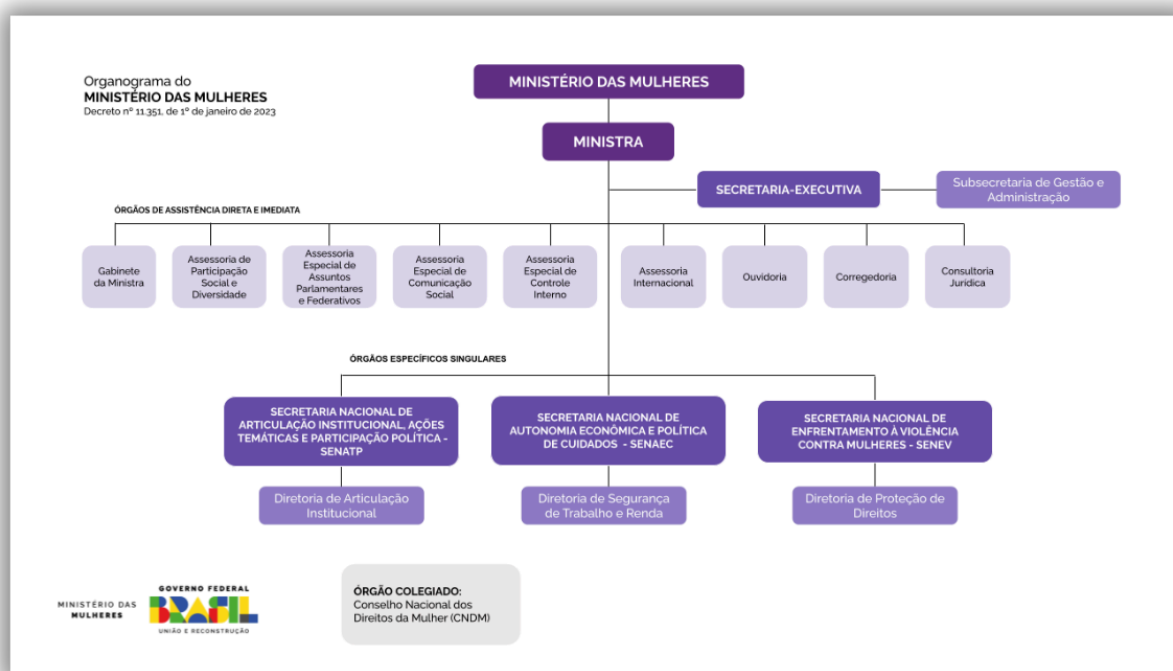 Organograma do
MINISTÉRIO DAS MULHERES
Decreto nº 11.351, de 1º de janeiro de 2023
MINISTÉRIO DAS MULHERES
MINISTRA
SECRETARIA-EXECUTIVA
Subsecretaria de Gestão e
Administração
ÓRGÃOS DE ASSISTÊNCIA DIRETA E IMEDIATA
Gabinete
da Ministra
Assessoria de
Participação
Social e
Diversidade
Assessoria
Especial de
Assuntos
Parlamentares
e Federativos
Assessoria
Especial de
Comunicação
Social
Assessoria
Especial de
Controle
Interno
Assessoria
Internacional
Ouvidoria
Corregedoria
Consultoria
Jurídica
ÓRGÃOS ESPECÍFICOS SINGULARES
SECRETARIA NACIONAL DE
ARTICULAÇÃO INSTITUCIONAL, AÇÕES
TEMÁTICAS E PARTICIPAÇÃO POLÍTICA -
SENATP
SECRETARIA NACIONAL DE
AUTONOMIA ECONÔMICA E POLÍTICA
DE CUIDADOS - SENAEC
SECRETARIA NACIONAL DE
ENFRENTAMENTO À VIOLÊNCIA
CONTRA MULHERES - SENEV
Diretoria de Articulação
Institucional
Diretoria de Segurança
de Trabalho e Renda
Diretoria de Proteção de
Direitos
MINISTÉRIO DAS
MULHERES
GOVERNO FEDERAL
BRASIL
UNIÃO E RECONSTRUÇÃO
ÓRGÃO COLEGIADO:
Conselho Nacional dos
Direitos da Mulher (CNDM)